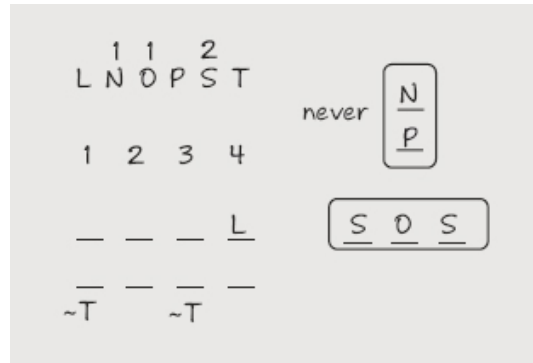 1 1 2
L N O P S T
never N
P
1 2 3 4
S O S
L
~T ~T